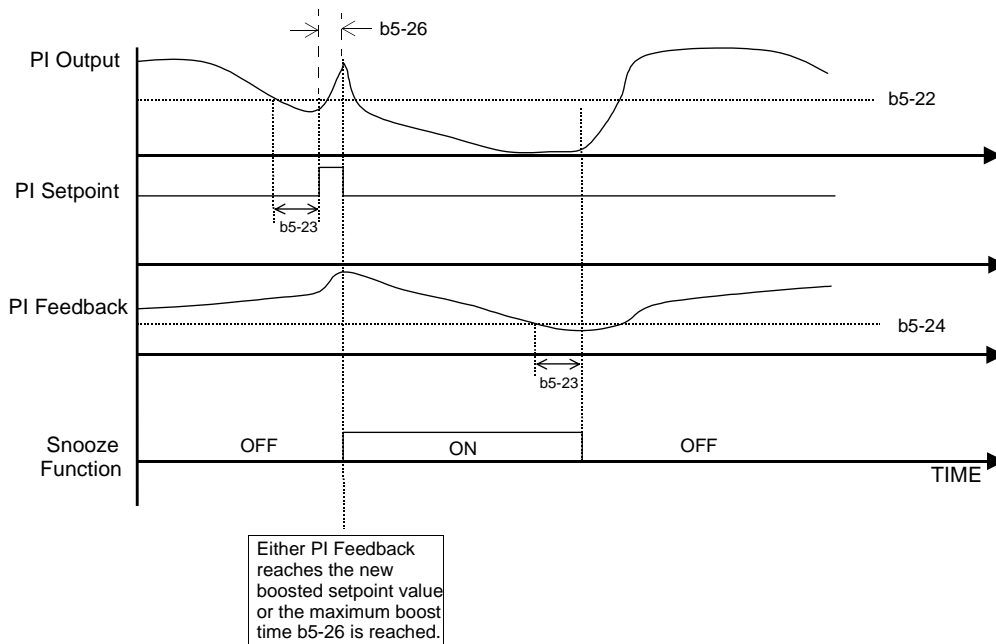 b5-26
PI Output
b5-22
PI Setpoint
b5-23
PI Feedback
b5-24
b5-23
Snooze
Function
OFF
ON
OFF
TIME
Either PI Feedback
reaches the new
boosted setpoint value
or the maximum boost
time b5-26 is reached.